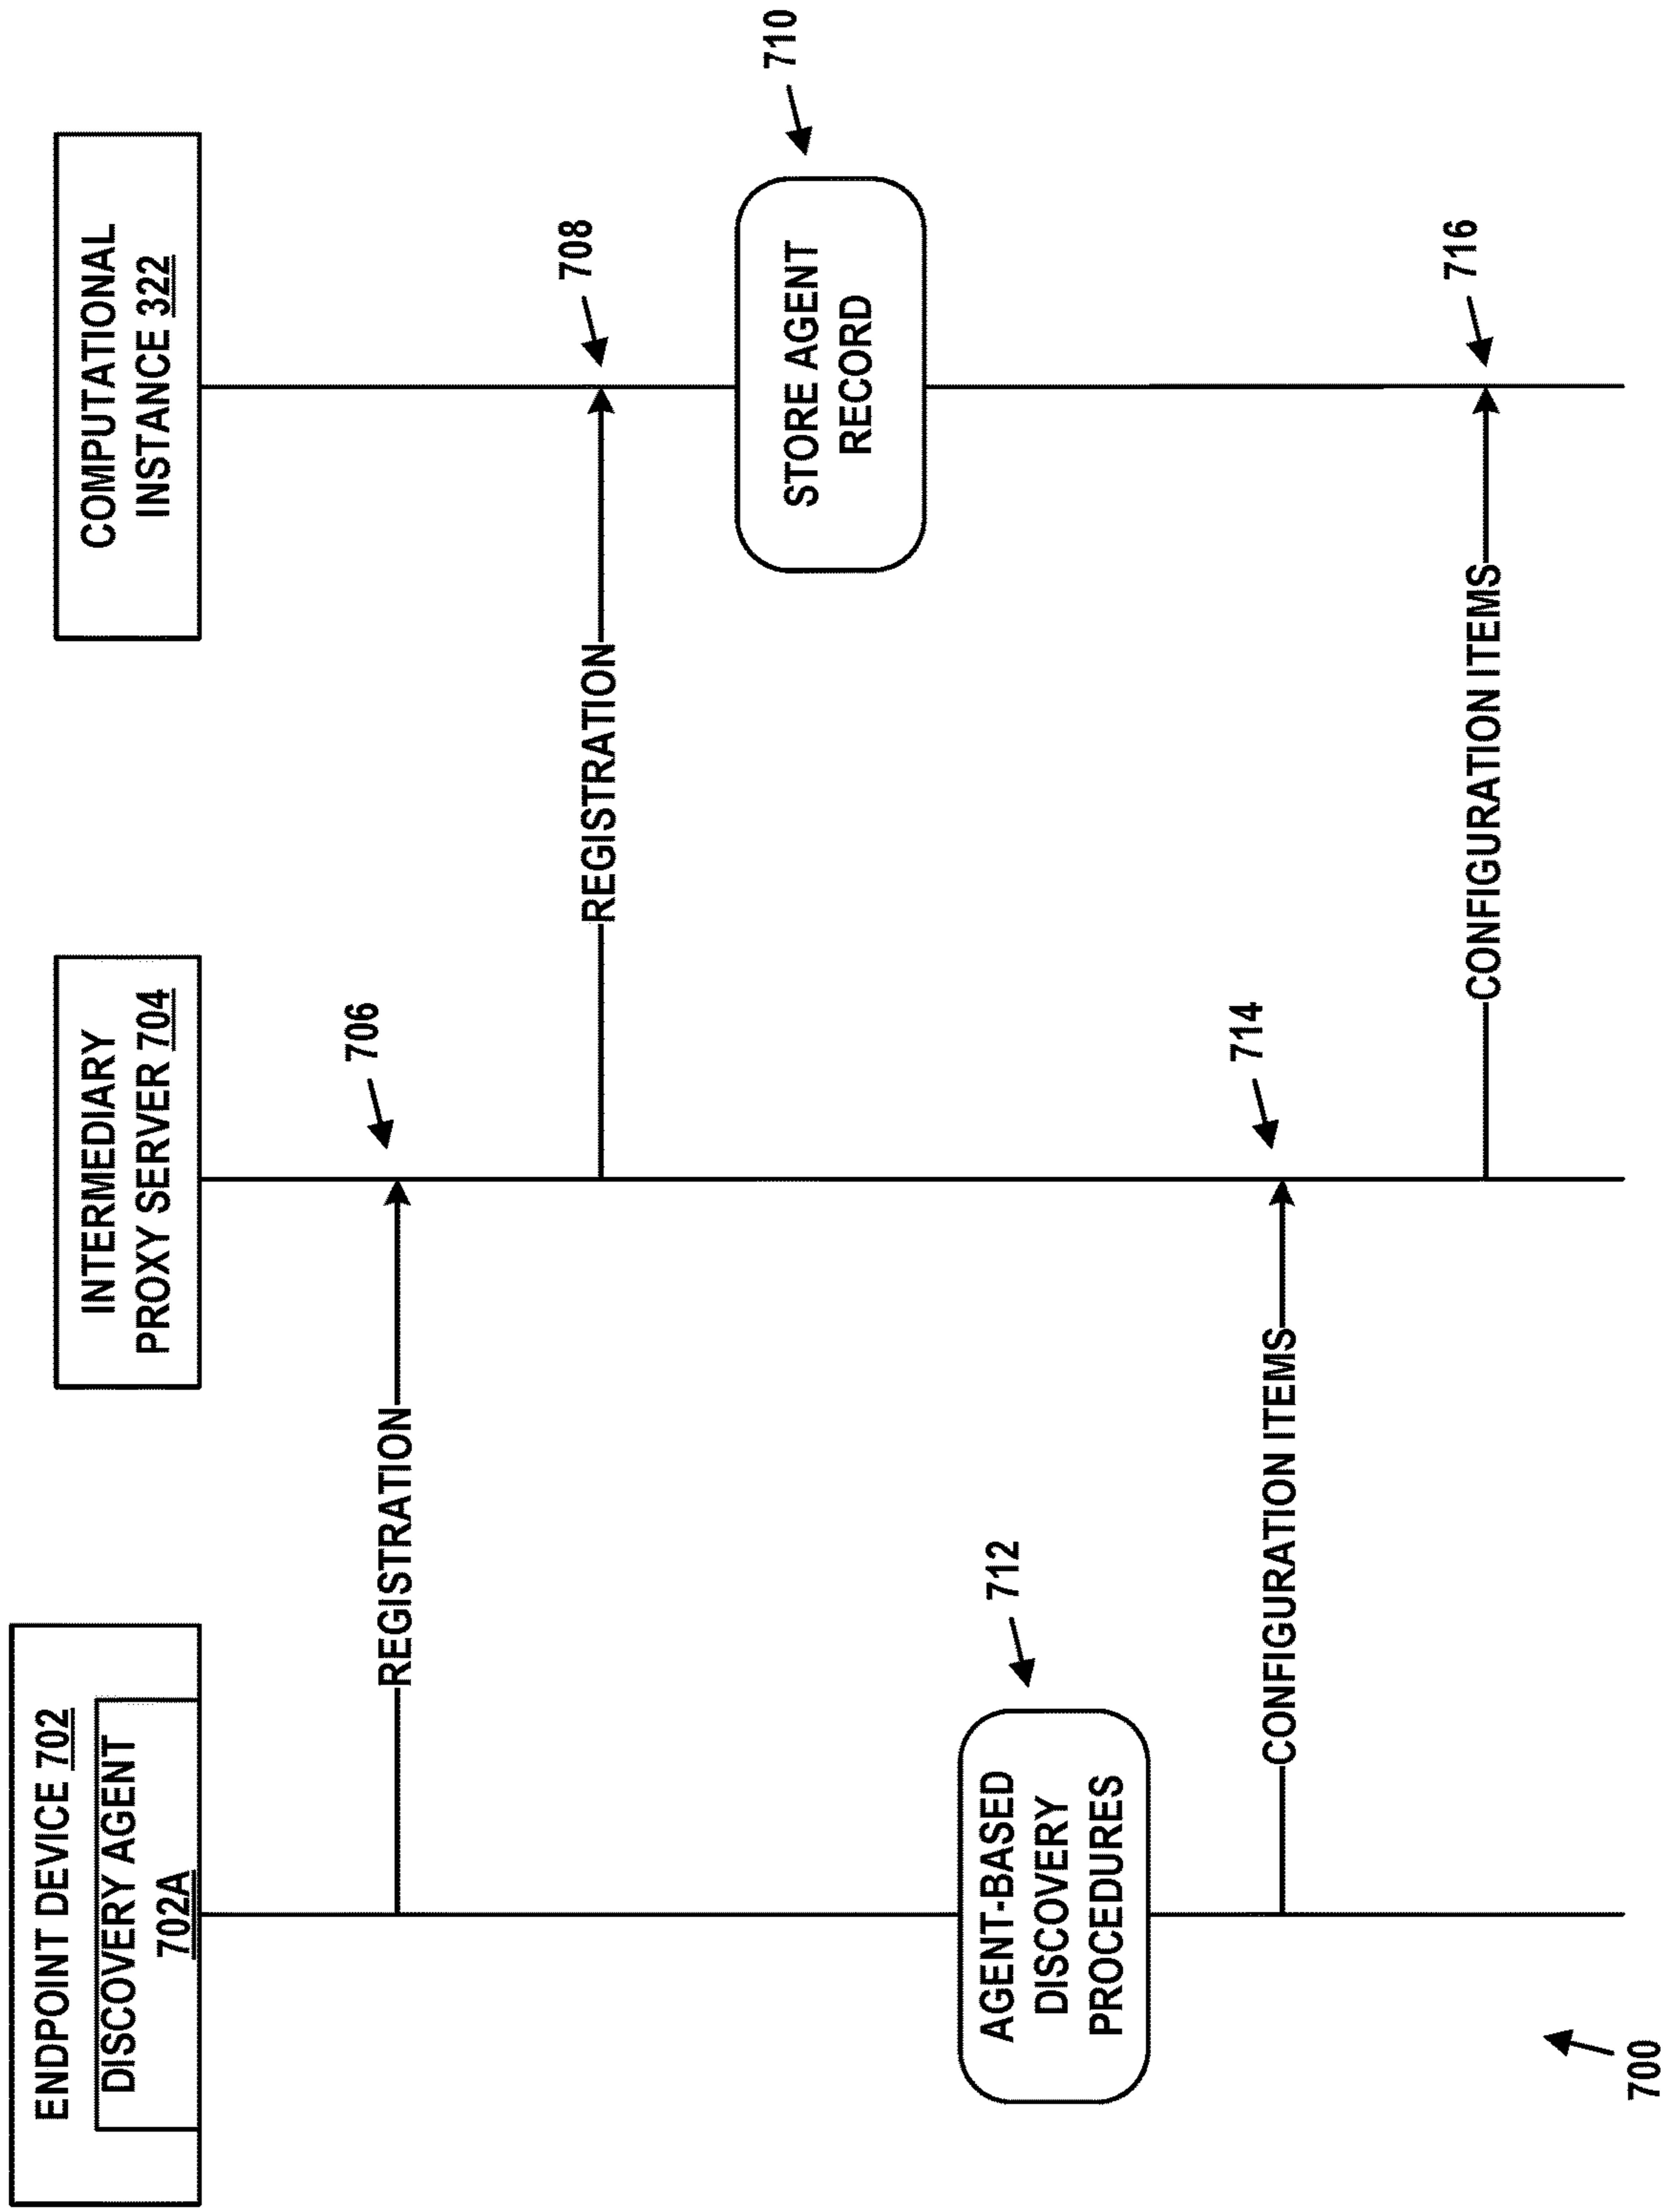 ENDPOINT DEVICE 702
DISCOVERY AGENT
702A
INTERMEDIARY
PROXY SERVER 704
COMPUTATIONAL
INSTANCE 322
REGISTRATION
706
REGISTRATION
708
STORE AGENT
RECORD
710
AGENT-BASED
DISCOVERY
PROCEDURES
712
CONFIGURATION ITEMS
714
CONFIGURATION ITEMS
716
700